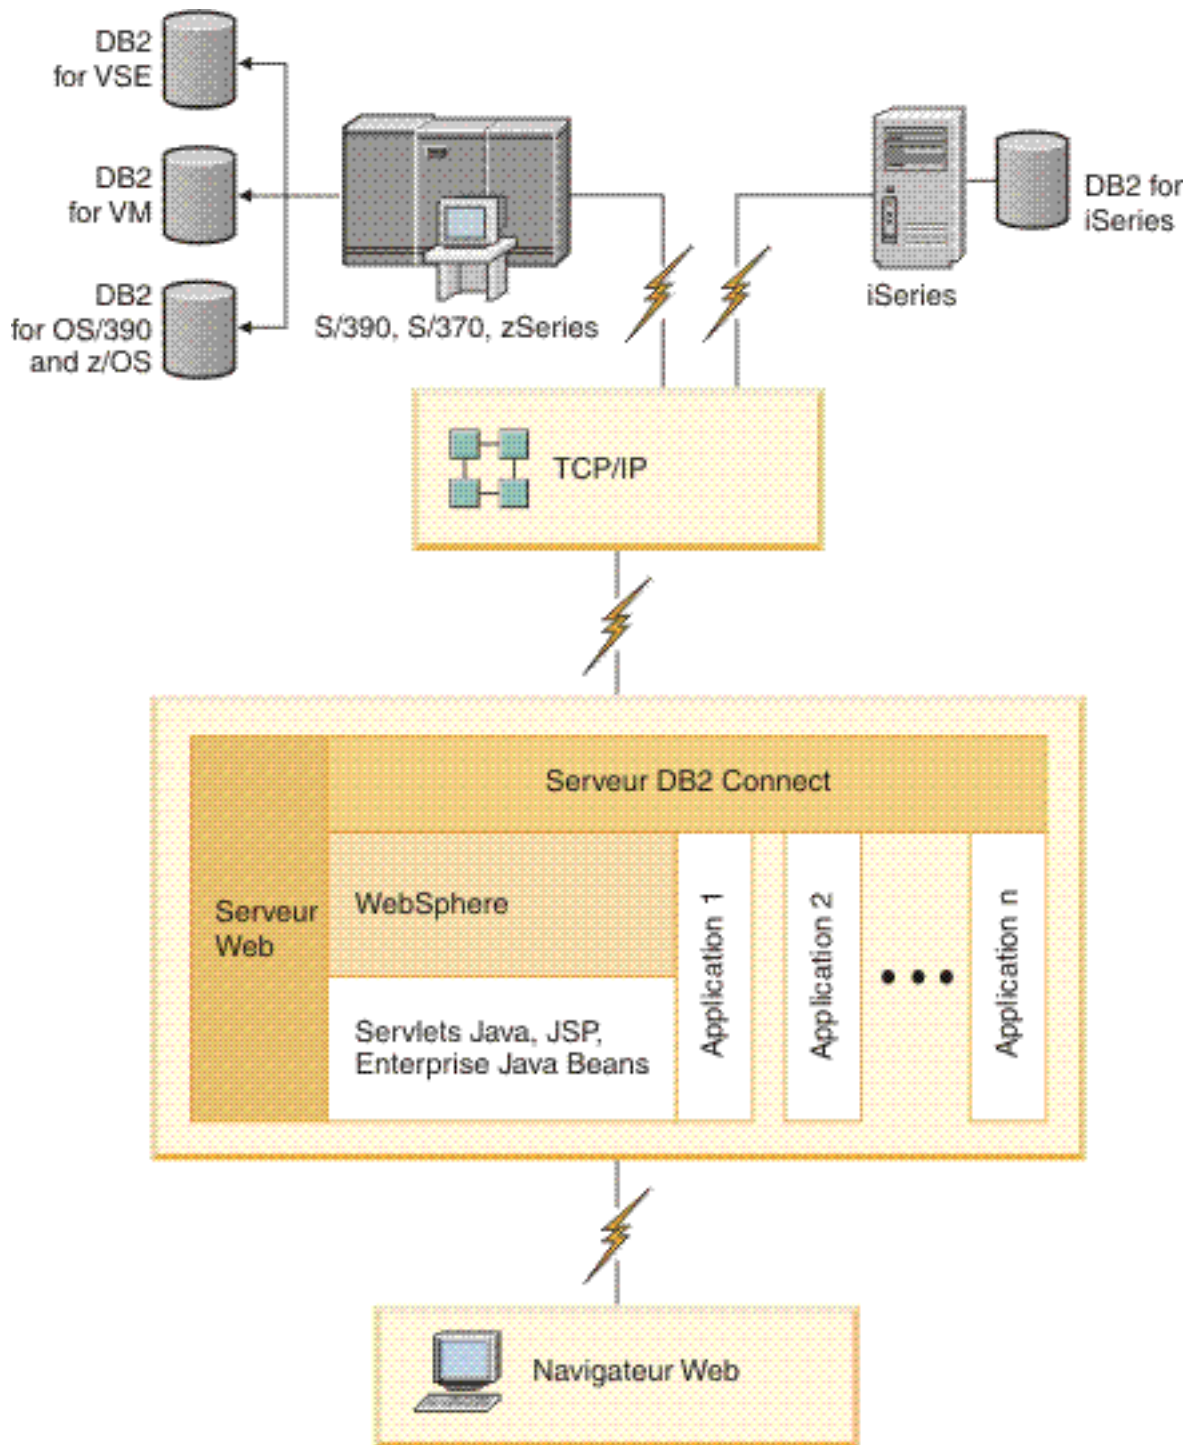 DB2
for VSE
DB2
for VM
DB2
for OS/390
and z/OS
S/390, S/370, zSeries
iSeries
DB2 for
iSeries
TCP/IP
Serveur DB2 Connect
Serveur
Web
WebSphere
Servlets Java, JSP,
Enterprise Java Beans
Application 1
Application 2
Application n
Navigateur Web